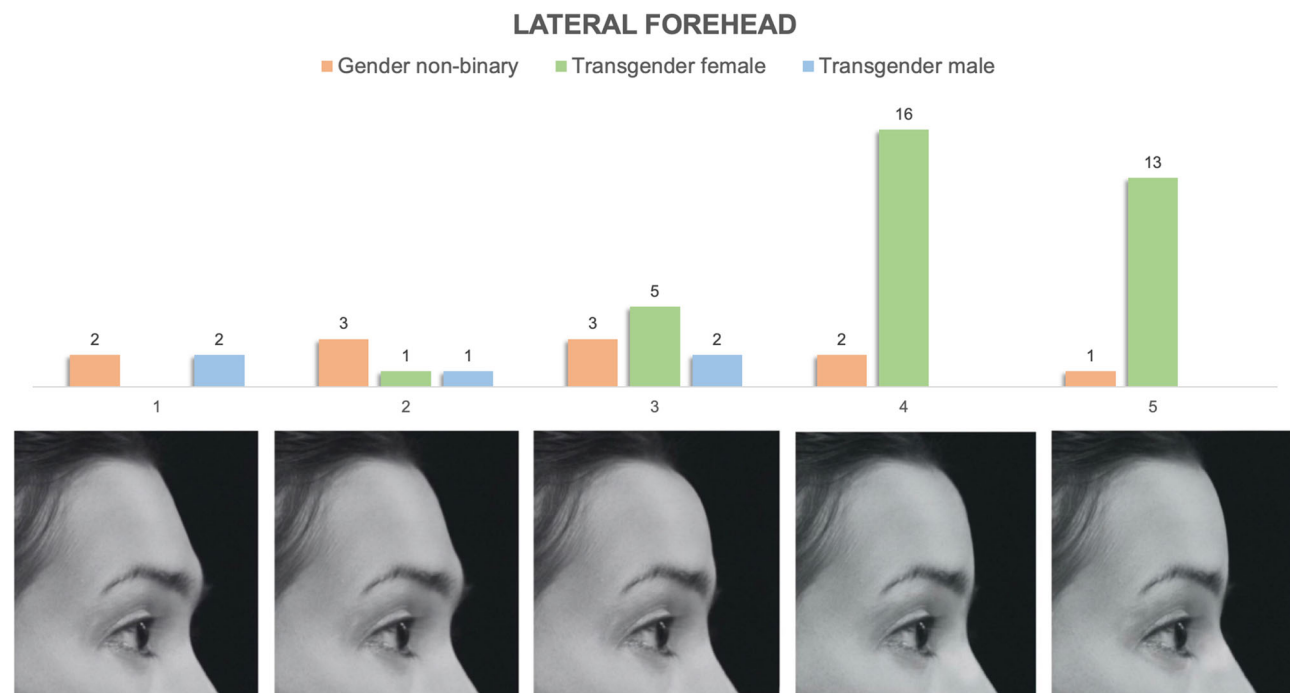 LATERAL FOREHEAD
Gender non-binary Transgender female Transgender male
16
13
5
3 3
2 2 2 2
1 1 1
1 2 3 4 5